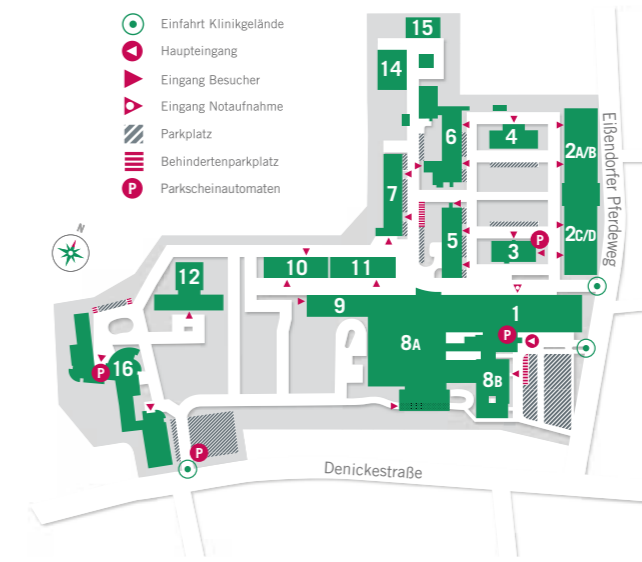 Einfahrt Klinikgelände
Haupteingang
Eingang Besucher
Eingang Notaufnahme
Parkplatz
Behindertenparkplatz
P Parkscheinautomaten
N
15
14
6
4
2A/B
Eißendorfer Pferdeweg
7
5
3
P
2C/D
12
10
11
9
1
8A
P
8B
16
P
P
Denickestraße